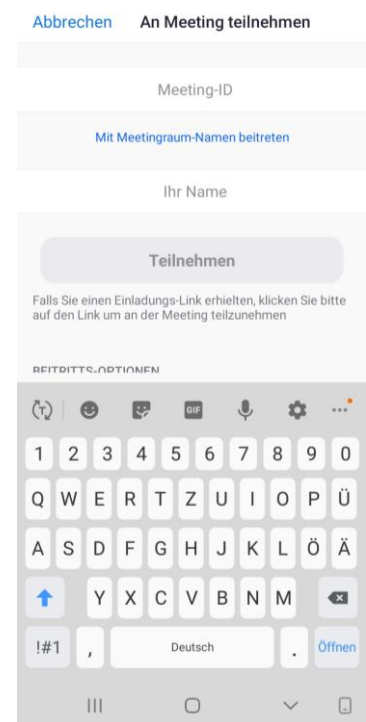 Abbrechen An Meeting teilnehmen
Meeting-ID
Mit Meetingraum-Namen beitreten
Ihr Name
Teilnehmen
Falls Sie einen Einladungs-Link erhielten, klicken Sie bitte
auf den Link um an der Meeting teilzunehmen
BEITRITTS-OPTIONEN
T GIF
1 2 3 4 5 6 7 8 9 0
Q W E R T Z U I O P Ü
A S D F G H J K L Ö Ä
Y X C V B N M
!#1 , Deutsch . Öffnen